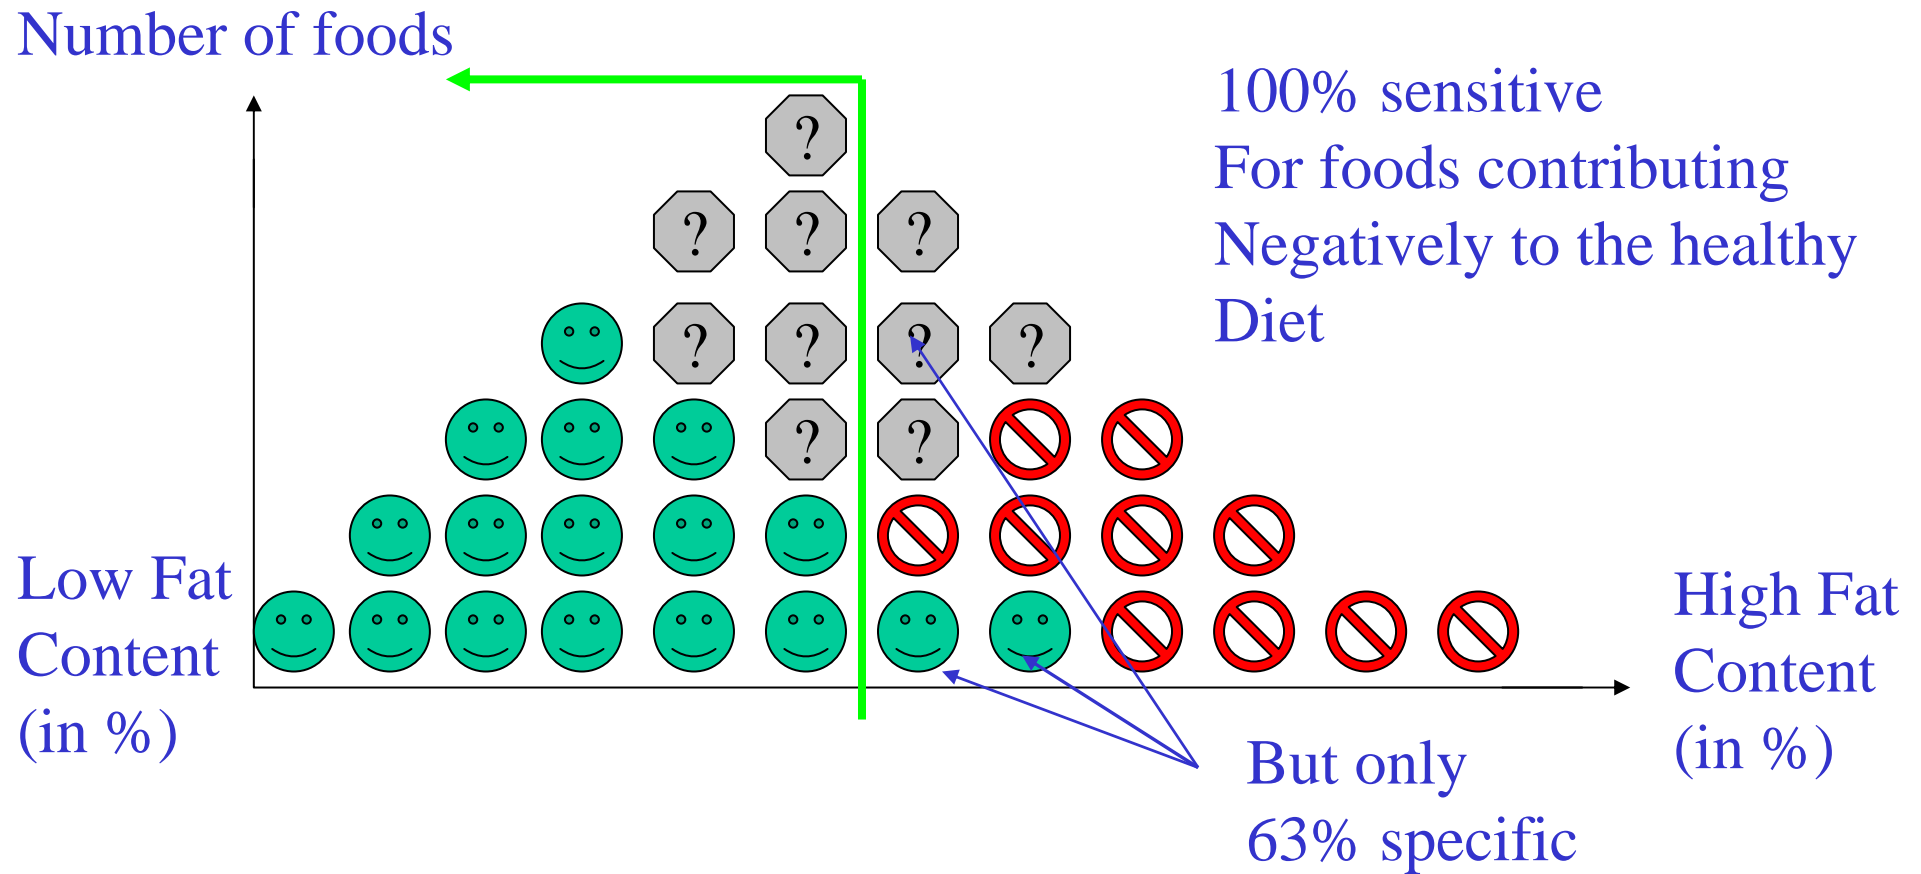 Number of foods
100% sensitive
For foods contributing
Negatively to the healthy
Diet
?
? ? ?
? ? ? ?
? ?
Low Fat
Content
(in %)
High Fat
Content
(in %)
But only
63% specific